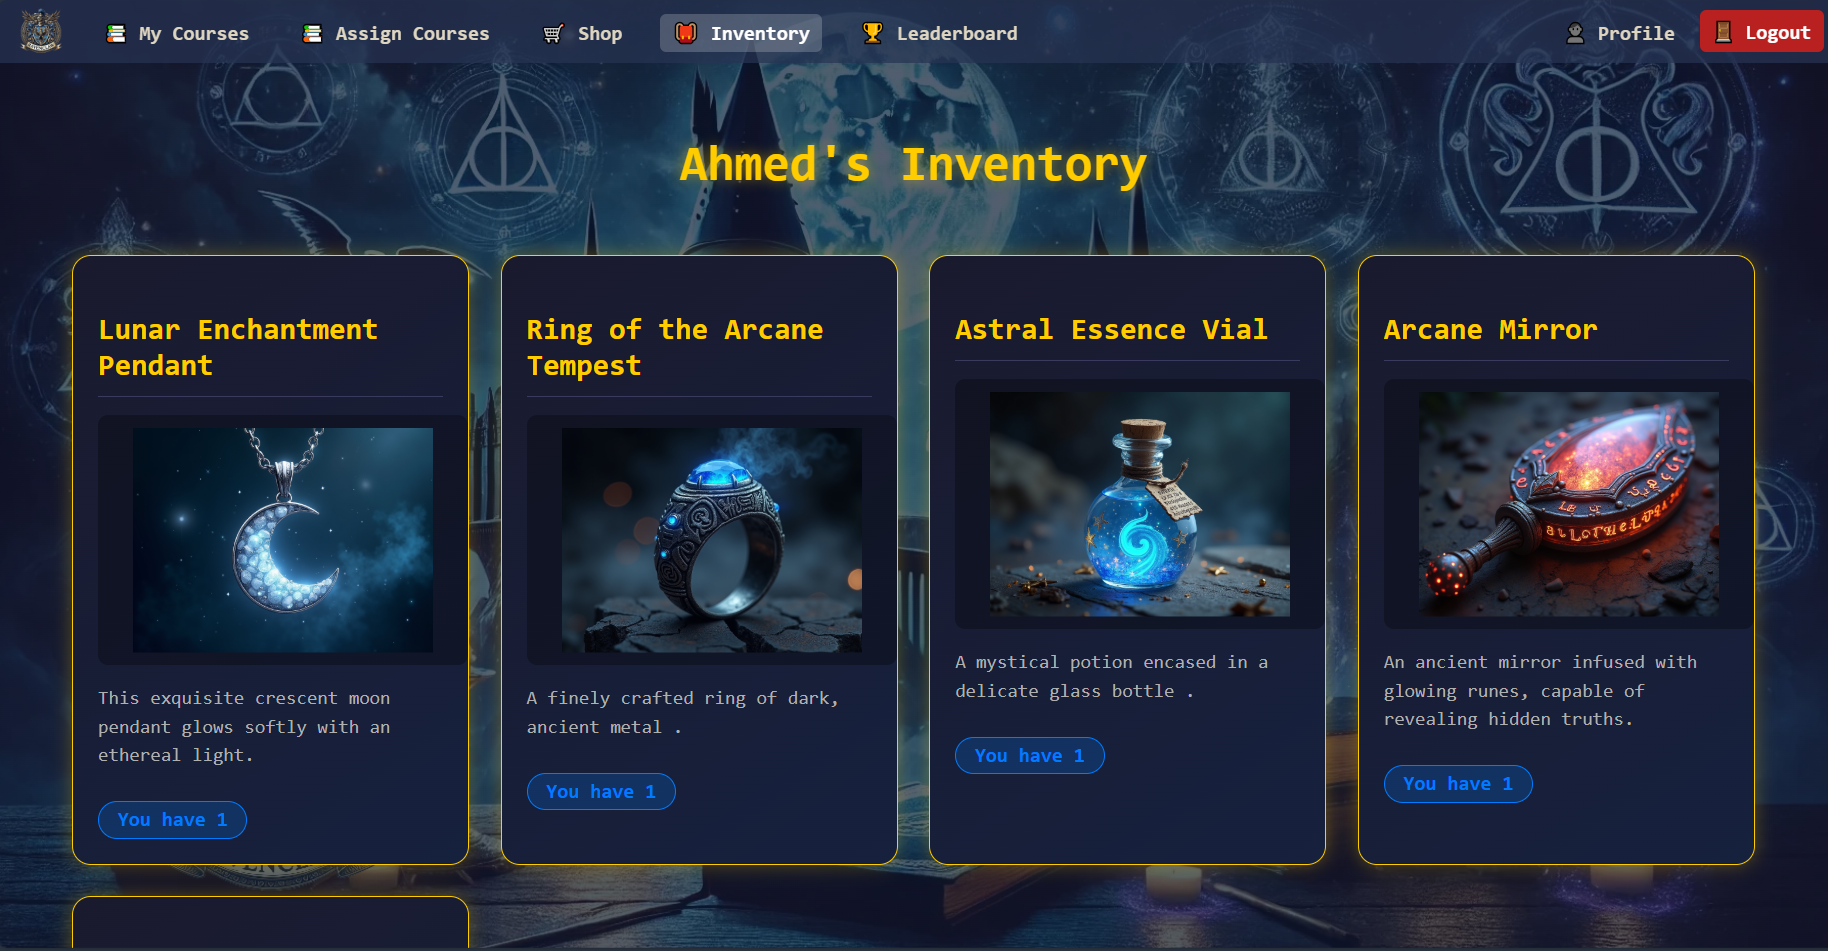 My Courses
Assign Courses
Shop
Inventory
Leaderboard
Profile
Logout
Ahmed's Inventory
Lunar Enchantment
Pendant
This exquisite crescent moon
pendant glows softly with an
ethereal light.
You have 1
Ring of the Arcane
Tempest
A finely crafted ring of dark,
ancient metal .
You have 1
Astral Essence Vial
A mystical potion encased in a
delicate glass bottle .
You have 1
Arcane Mirror
An ancient mirror infused with
glowing runes, capable of
revealing hidden truths.
You have 1